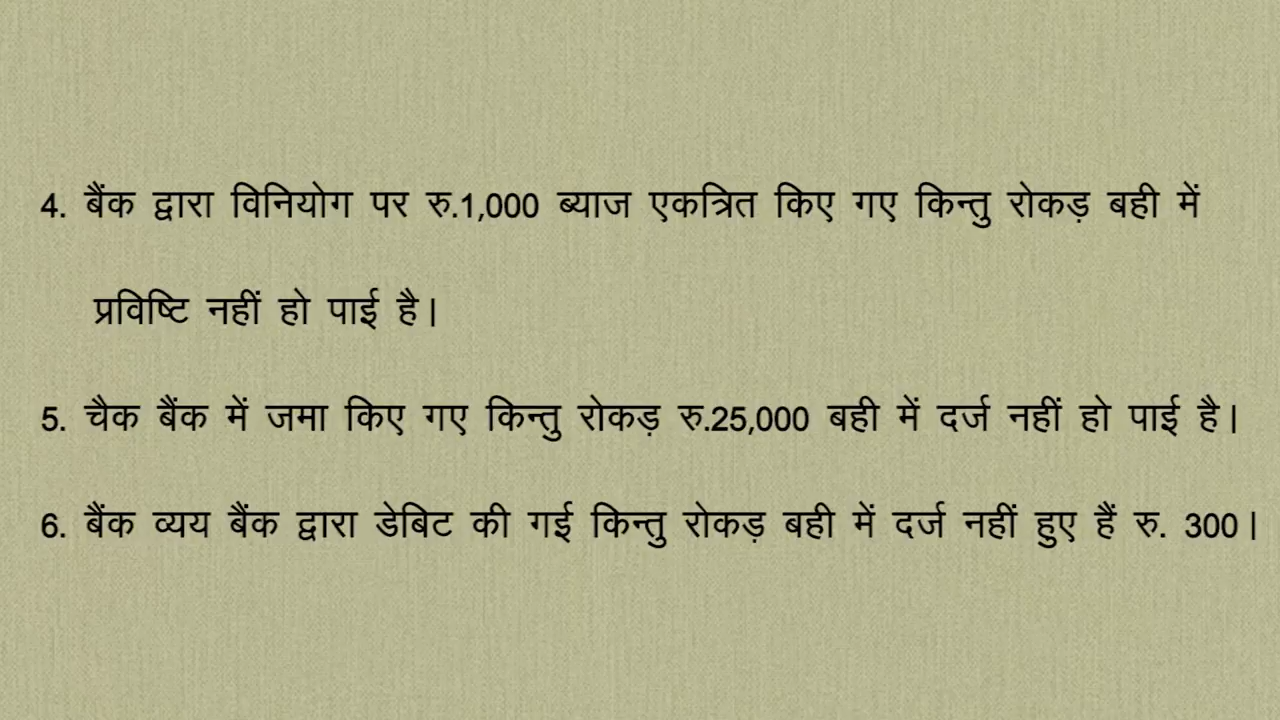 4. बैंक द्वारा विनियोग पर रु.1,000 ब्याज एकत्रित किए गए किन्तु रोकड़ बही में
प्रविष्टि नहीं हो पाई है।
5. चैक बैंक में जमा किए गए किन्तु रोकड़ रु.25,000 बही में दर्ज नहीं हो पाई है।
6. बैंक व्यय बैंक द्वारा डेबिट की गई किन्तु रोकड़ बही में दर्ज नहीं हुए हैं रु. 300।